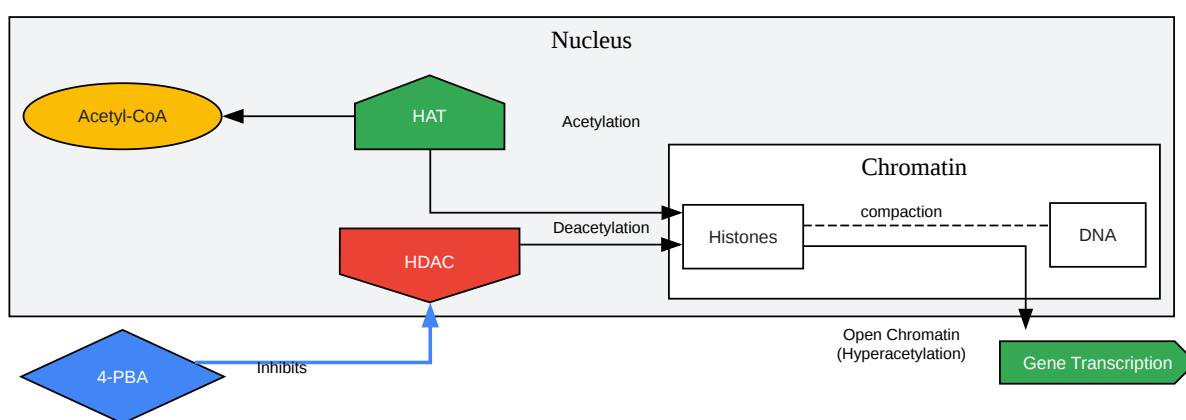 Nucleus
Acetyl-CoA
HAT
Acetylation
Chromatin
compaction
Deacetylation
Histones
DNA
HDAC
Open Chromatin
(Hyperacetylation)
Gene Transcription
Inhibits
4-PBA